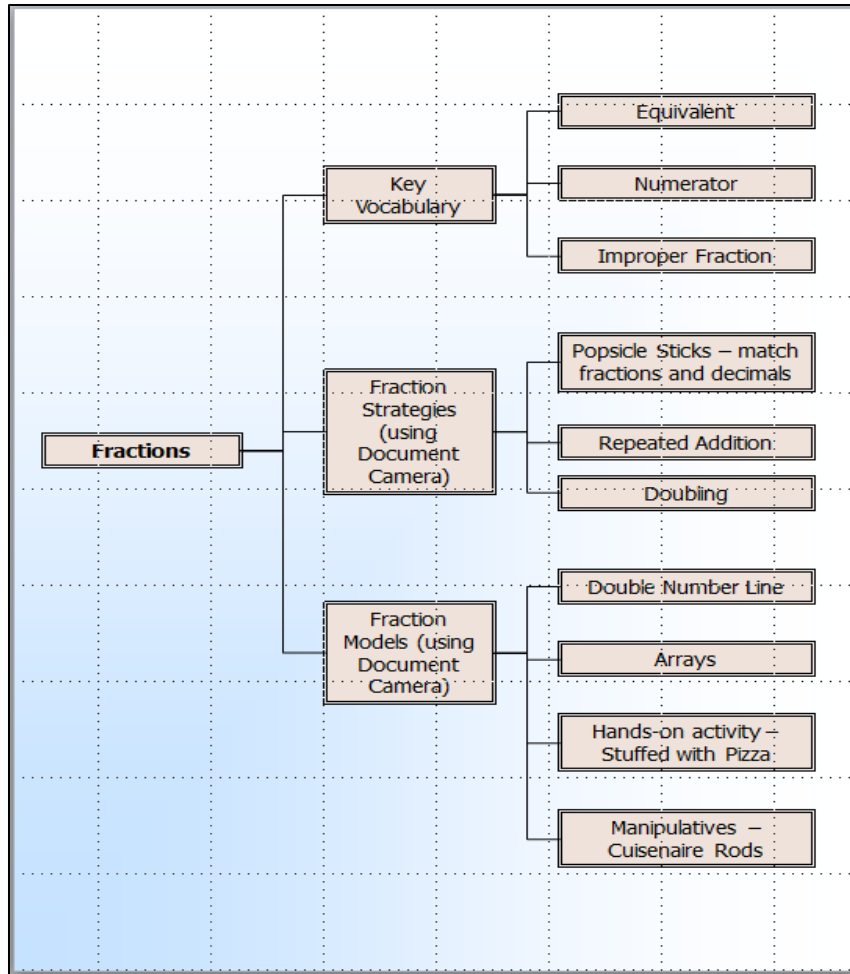 Fractions
Key
Vocabulary
Equivalent
Numerator
Improper Fraction
Fraction
Strategies
(using
Document
Camera)
Popsicle Sticks – match
fractions and decimals
Repeated Addition
Doubling
Fraction
Models (using
Document
Camera)
Double Number Line
Arrays
Hands-on activity –
Stuffed with Pizza
Manipulatives –
Cuisenaire Rods